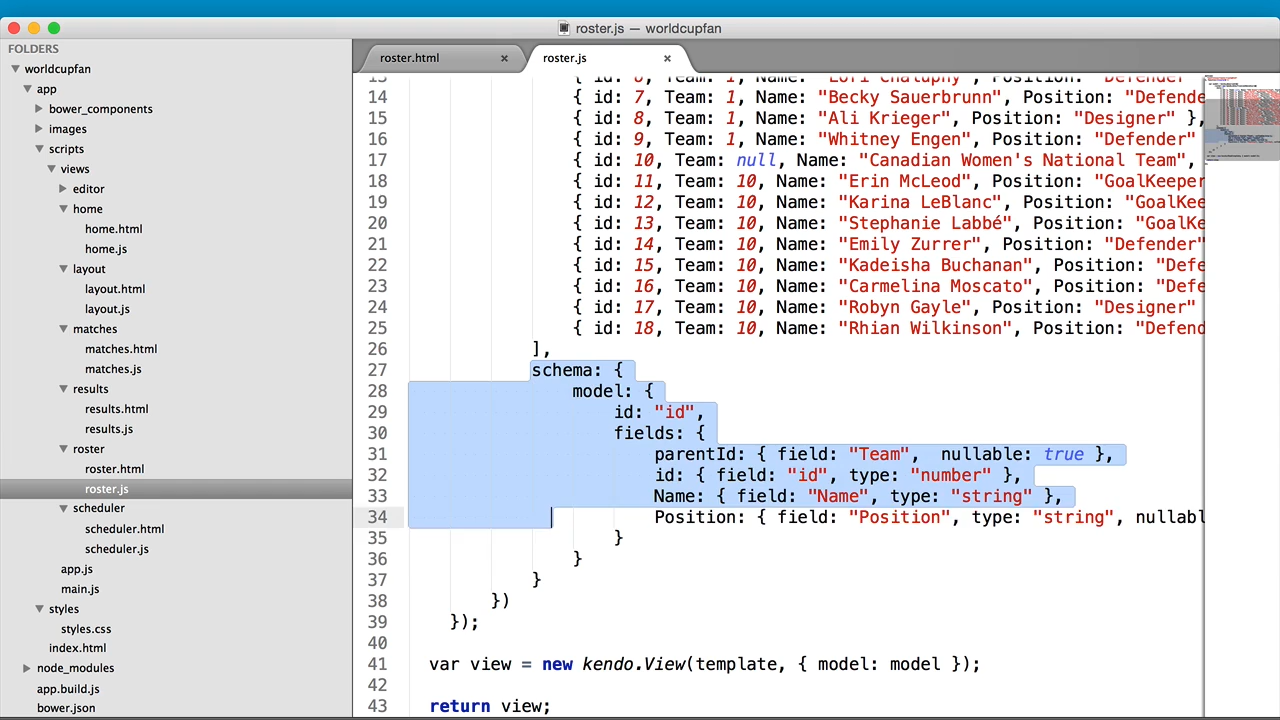 roster.js — worldcupfan
FOLDERS
worldcupfan
app
bower_components
images
scripts
views
editor
home
home.html
home.js
layout
layout.html
layout.js
matches
matches.html
matches.js
results
results.html
results.js
roster
roster.html
roster.js
scheduler
scheduler.html
scheduler.js
app.js
main.js
styles
styles.css
index.html
node_modules
app.build.js
bower.json
roster.html
roster.js
13 { id: 6, Team: 1, Name: "Lori Chalupny", Position: "Defender
14 { id: 7, Team: 1, Name: "Becky Sauerbrunn", Position: "Defende
15 { id: 8, Team: 1, Name: "Ali Krieger", Position: "Designer" },
16 { id: 9, Team: 1, Name: "Whitney Engen", Position: "Defender"
17 { id: 10, Team: null, Name: "Canadian Women's National Team",
18 { id: 11, Team: 10, Name: "Erin McLeod", Position: "GoalKeeper
19 { id: 12, Team: 10, Name: "Karina LeBlanc", Position: "GoalKee
20 { id: 13, Team: 10, Name: "Stephanie Labbé", Position: "GoalKe
21 { id: 14, Team: 10, Name: "Emily Zurrer", Position: "Defender"
22 { id: 15, Team: 10, Name: "Kadeisha Buchanan", Position: "Defe
23 { id: 16, Team: 10, Name: "Carmelina Moscato", Position: "Defe
24 { id: 17, Team: 10, Name: "Robyn Gayle", Position: "Designer"
25 { id: 18, Team: 10, Name: "Rhian Wilkinson", Position: "Defend
26 ],
27 schema: {
28 model: {
29 id: "id",
30 fields: {
31 parentId: { field: "Team", nullable: true },
32 id: { field: "id", type: "number" },
33 Name: { field: "Name", type: "string" },
34 Position: { field: "Position", type: "string", nullabl
35 }
36 }
37 }
38 })
39 });
40
41 var view = new kendo.View(template, { model: model });
42
43 return view;